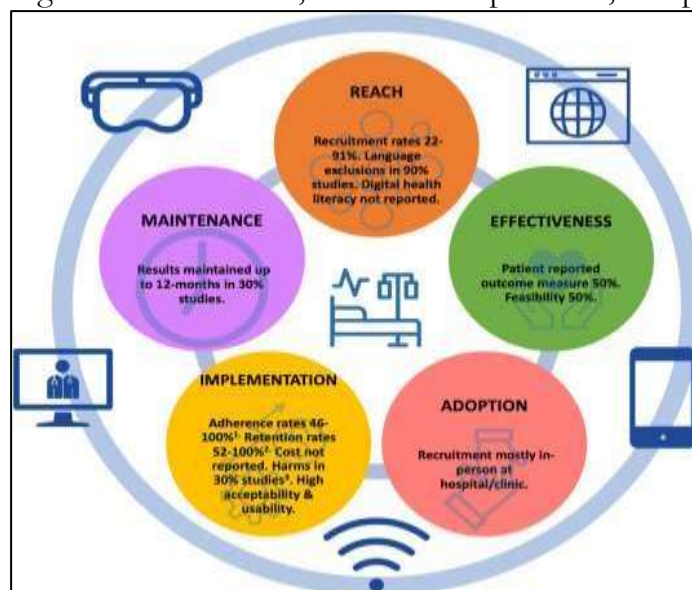 REACH
Recruitment rates 22-
91%. Language
exclusions in 90%
studies. Digital health
literacy not reported.
MAINTENANCE
Results maintained up
to 12-months in 30%
studies.
EFFECTIVENESS
Patient reported
outcome measure 50%.
Feasibility 50%.
IMPLEMENTATION
Adherence rates 46-
100%¹. Retention rates
52-100%². Cost not
reported. Harms in
30% studies³. High
acceptability &
usability.
ADOPTION
Recruitment mostly in-
person at
hospital/clinic.